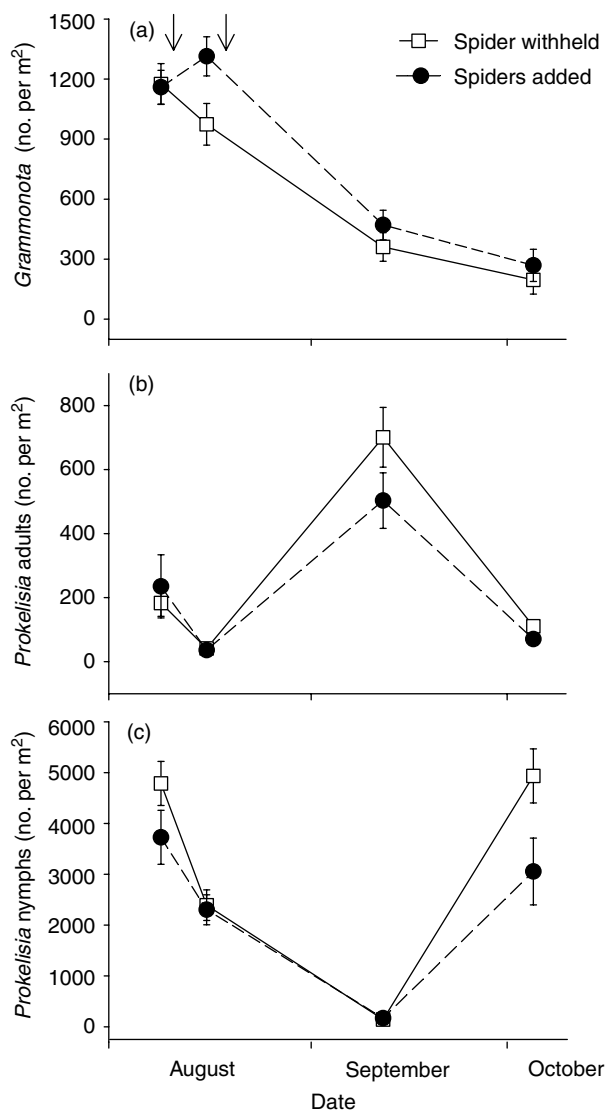 (a)
Spider withheld
Spiders added
1500
1200
900
600
300
0
Grammonota (no. per m²)
(b)
800
600
400
200
0
Prokelisia adults (no. per m²)
(c)
6000
5000
4000
3000
2000
1000
0
Prokelisia nymphs (no. per m²)
August September October
Date